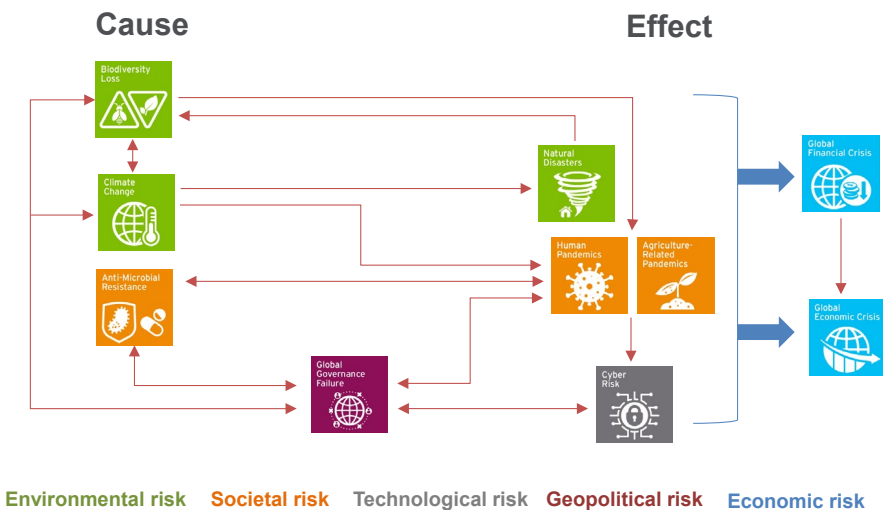 Cause
Effect
Biodiversity
Loss
Climate
Change
Anti-Microbial
Resistance
Global
Governance
Failure
Natural
Disasters
Human
Pandemics
Agriculture-
Related
Pandemics
Cyber
Risk
Global
Financial Crisis
Global
Economic Crisis
Environmental risk Societal risk Technological risk Geopolitical risk Economic risk